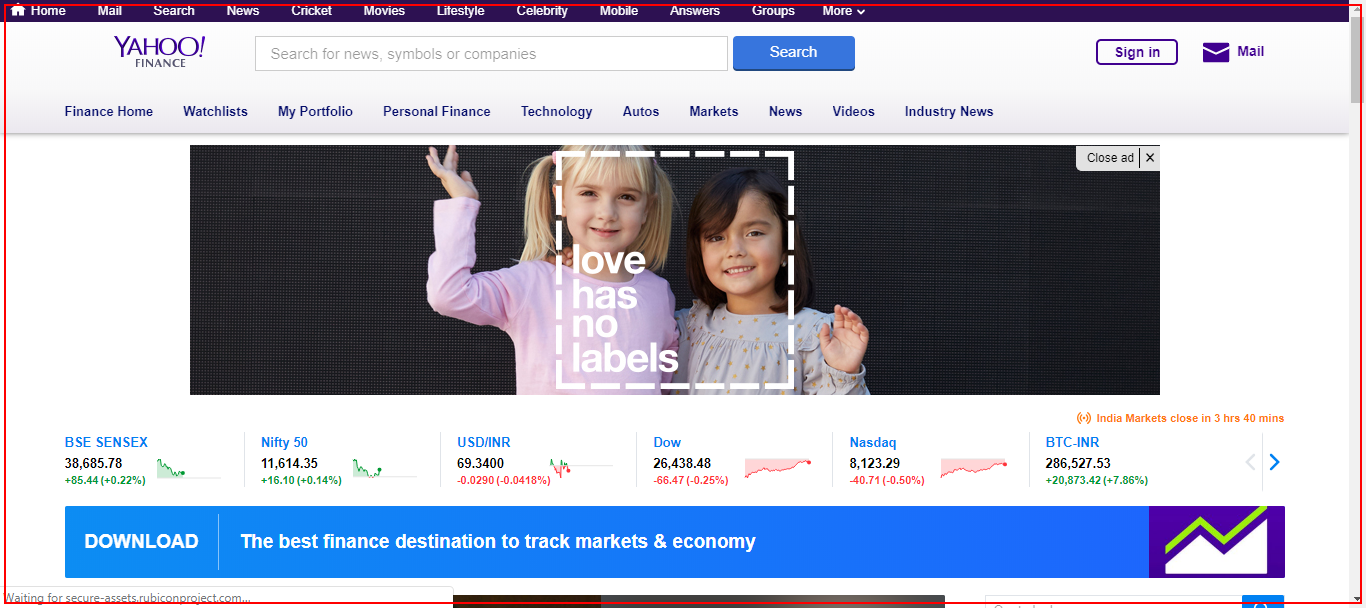 Home Mail Search News Cricket Movies Lifestyle Celebrity Mobile Answers Groups More
YAHOO!
FINANCE
Search for news, symbols or companies
Search
Sign in
Mail
Finance Home Watchlists My Portfolio Personal Finance Technology Autos Markets News Videos Industry News
Close ad X
love
has
no
labels
India Markets close in 3 hrs 40 mins
BSE SENSEX Nifty 50 USD/INR Dow Nasdaq BTC-INR
38,685.78 11,614.35 69.3400 26,438.48 8,123.29 286,527.53
+85.44 (+0.22%) +16.10 (+0.14%) -0.0290 (-0.0418%) -66.47 (-0.25%) -40.71 (-0.50%) +20,873.42 (+7.86%)
DOWNLOAD The best finance destination to track markets & economy
Waiting for secure-assets.rubiconproject.com...